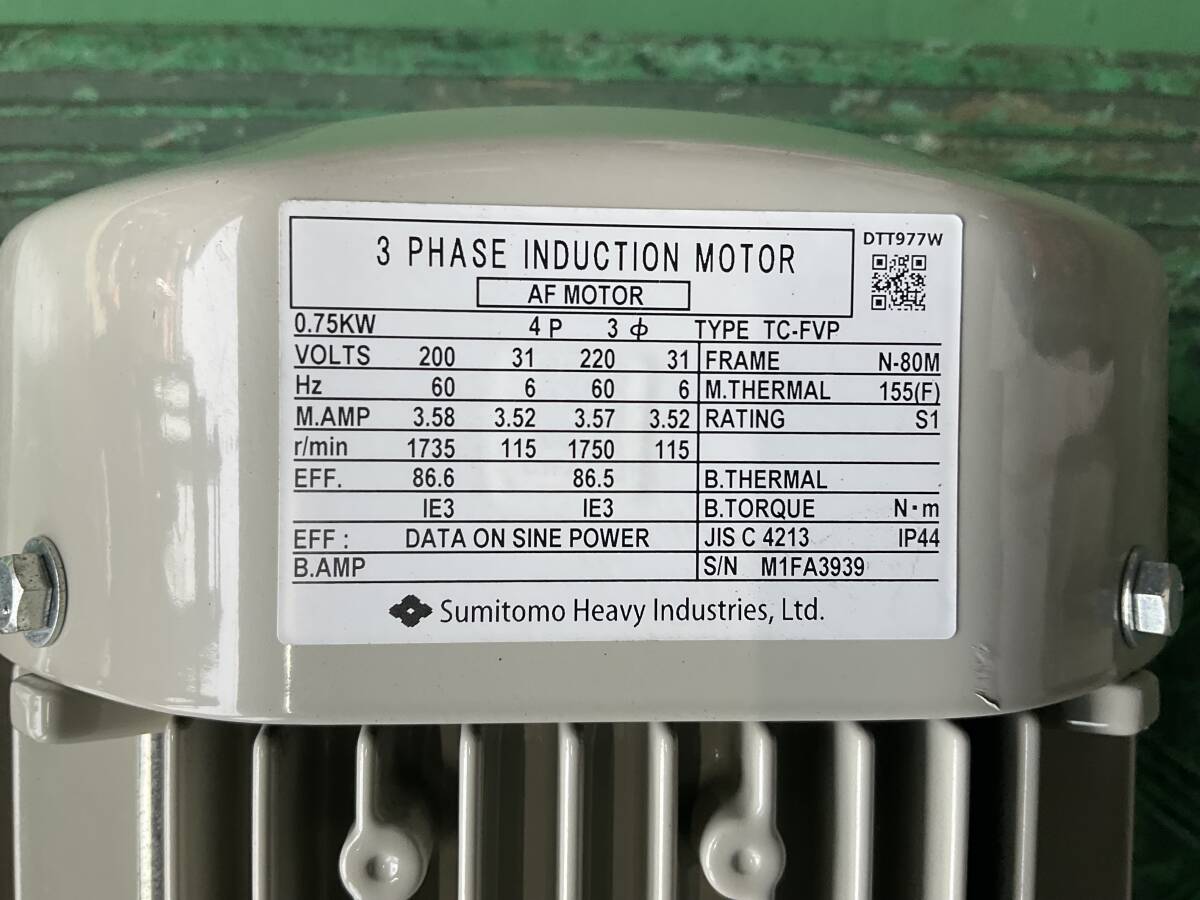 DTT977W
3 PHASE INDUCTION MOTOR
AF MOTOR
0.75KW 4 P 3 ϕ TYPE TC-FVP
VOLTS 200 31 220 31 FRAME N-80M
Hz 60 6 60 6 M.THERMAL 155(F)
M.AMP 3.58 3.52 3.57 3.52 RATING S1
r/min 1735 115 1750 115
EFF. 86.6 86.5 B.THERMAL
IE3 IE3 B.TORQUE N·m
EFF : DATA ON SINE POWER JIS C 4213 IP44
B.AMP S/N M1FA3939
Sumitomo Heavy Industries, Ltd.